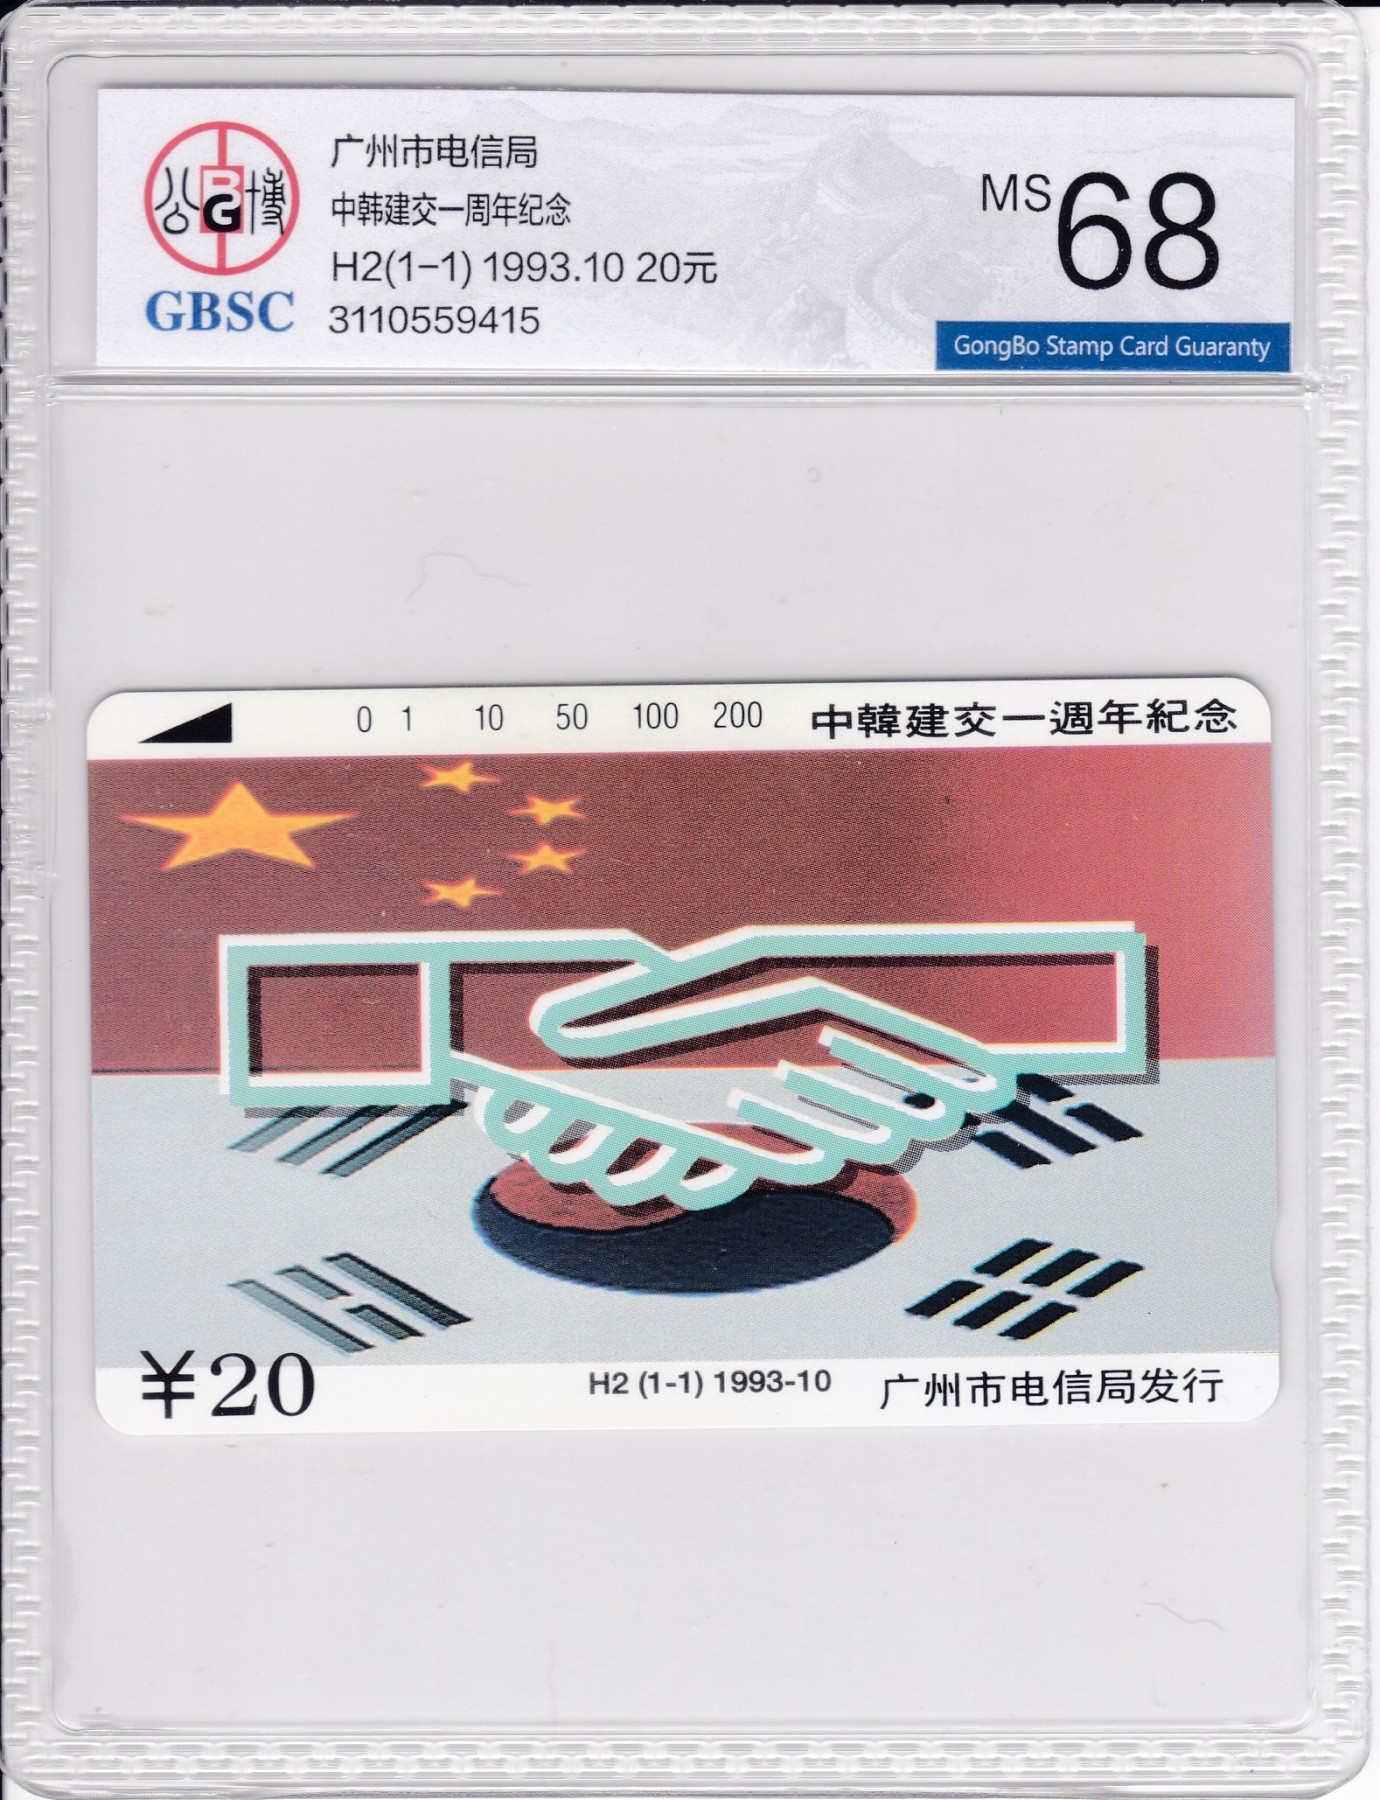 公 BG 博
GBSC
广州市电信局
中韩建交一周年纪念
H2(1-1) 1993.10 20元
3110559415
MS 68
GongBo Stamp Card Guaranty
0 1 10 50 100 200 中韓建交一週年紀念
¥20 H2 (1-1) 1993-10 广州市电信局发行